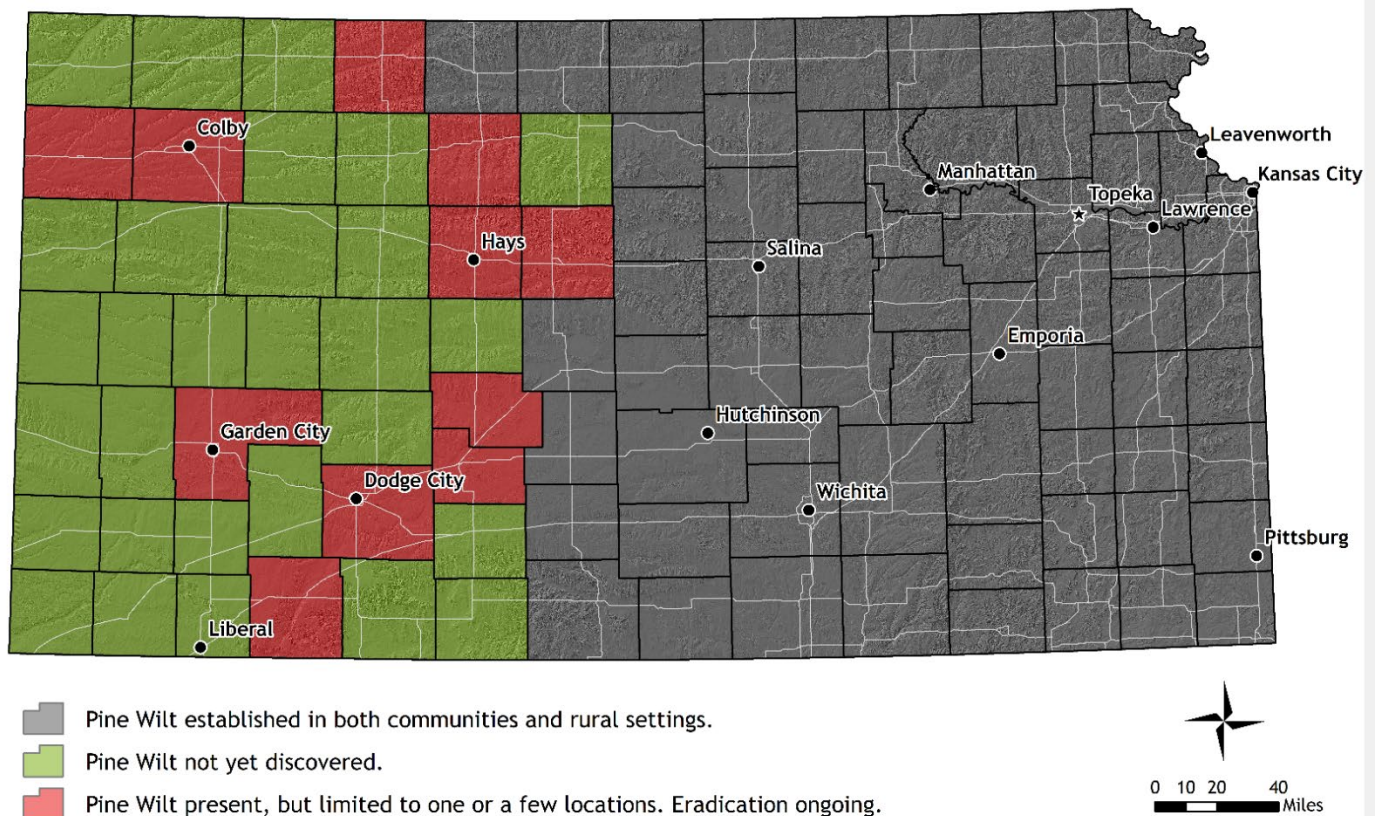 Colby
Leavenworth
Manhattan
Kansas City
Topeka
Lawrence
Hays
Salina
Emporia
Hutchinson
Garden City
Dodge City
Wichita
Pittsburg
Liberal
Pine Wilt established in both communities and rural settings.
Pine Wilt not yet discovered.
Pine Wilt present, but limited to one or a few locations. Eradication ongoing.
0 10 20 40
Miles